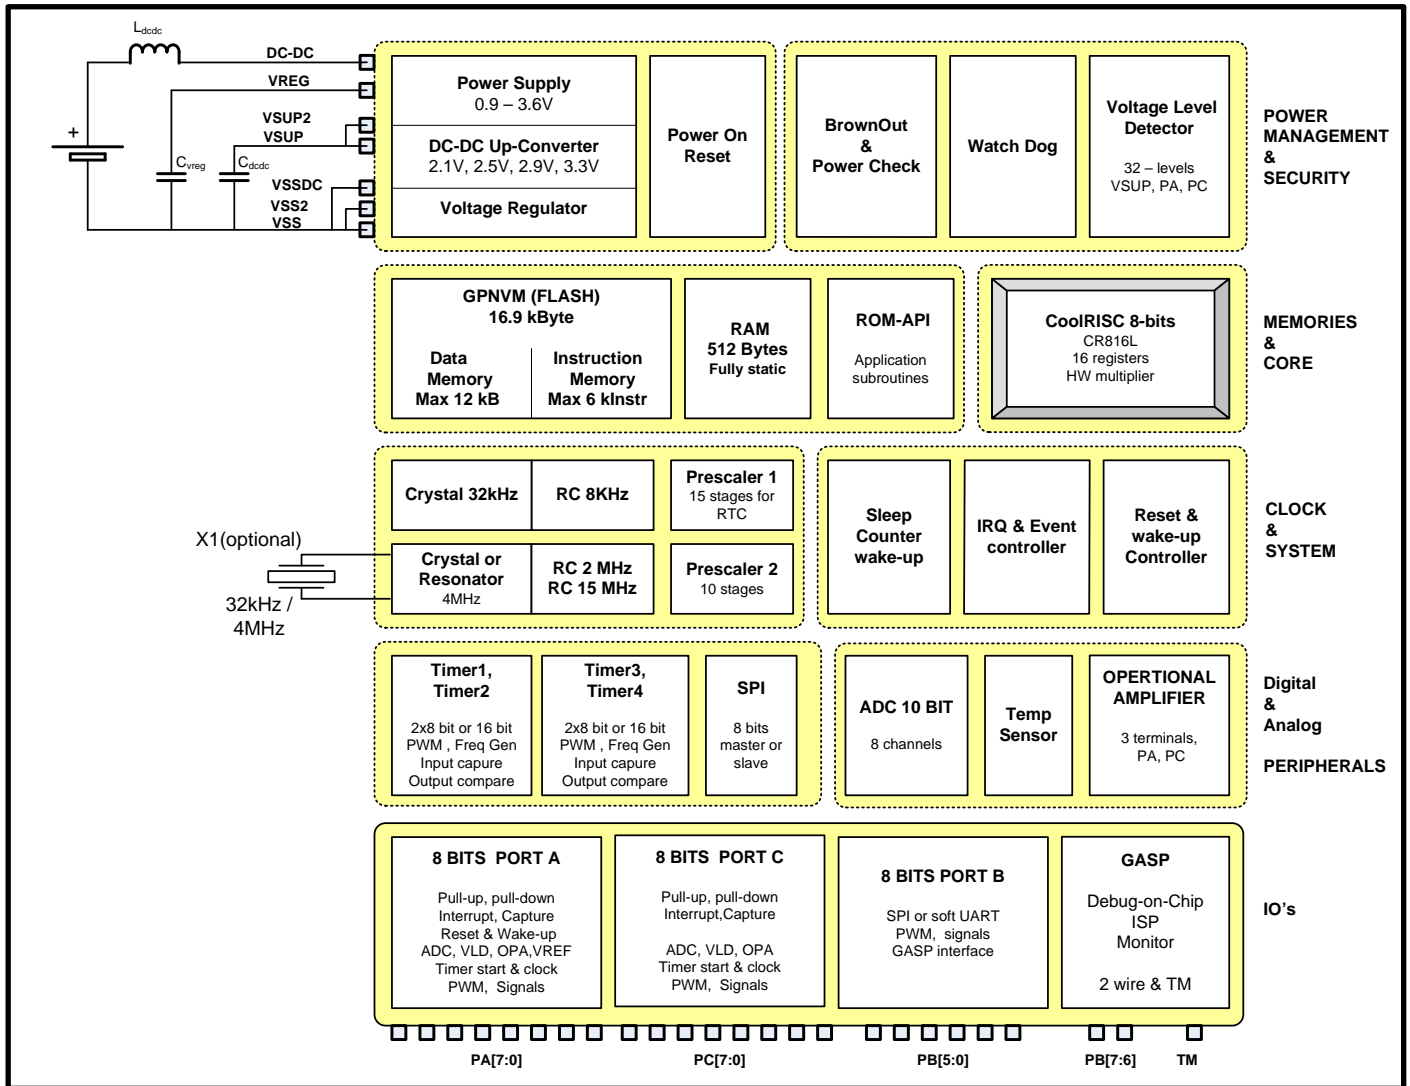 Ldcdc
DC-DC
VREG
VSUP2
VSUP
+
Cvreg
Cdcdc
VSSDC
VSS2
VSS
Power Supply
0.9 – 3.6V
DC-DC Up-Converter
2.1V, 2.5V, 2.9V, 3.3V
Voltage Regulator
Power On
Reset
BrownOut
&
Power Check
Watch Dog
Voltage Level
Detector
32 – levels
VSUP, PA, PC
POWER
MANAGEMENT
&
SECURITY
GPNVM (FLASH)
16.9 kByte
Data
Memory
Max 12 kB
Instruction
Memory
Max 6 kInstr
RAM
512 Bytes
Fully static
ROM-API
Application
subroutines
CoolRISC 8-bits
CR816L
16 registers
HW multiplier
MEMORIES
&
CORE
Crystal 32kHz
RC 8KHz
Prescaler 1
15 stages for
RTC
X1(optional)
32kHz /
4MHz
Crystal or
Resonator
4MHz
RC 2 MHz
RC 15 MHz
Prescaler 2
10 stages
Sleep
Counter
wake-up
IRQ & Event
controller
Reset &
wake-up
Controller
CLOCK
&
SYSTEM
Timer1,
Timer2
2x8 bit or 16 bit
PWM , Freq Gen
Input capure
Output compare
Timer3,
Timer4
2x8 bit or 16 bit
PWM , Freq Gen
Input capure
Output compare
SPI
8 bits
master or
slave
ADC 10 BIT
8 channels
Temp
Sensor
OPERTIONAL
AMPLIFIER
3 terminals,
PA, PC
Digital
&
Analog
PERIPHERALS
8 BITS PORT A
Pull-up, pull-down
Interrupt, Capture
Reset & Wake-up
ADC, VLD, OPA,VREF
Timer start & clock
PWM, Signals
8 BITS PORT C
Pull-up, pull-down
Interrupt,Capture
ADC, VLD, OPA
Timer start & clock
PWM, Signals
8 BITS PORT B
SPI or soft UART
PWM, signals
GASP interface
GASP
Debug-on-Chip
ISP
Monitor
2 wire & TM
IO's
PA[7:0]
PC[7:0]
PB[5:0]
PB[7:6]
TM